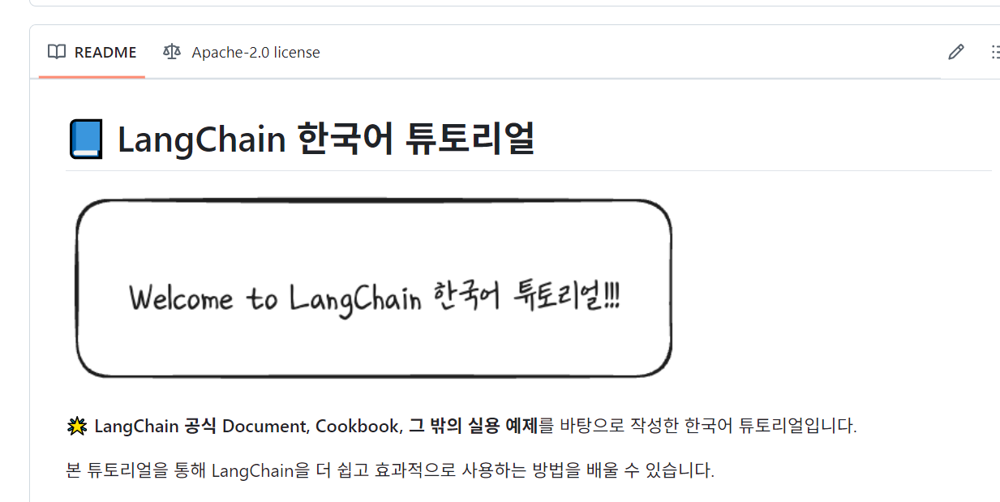 README Apache-2.0 license
📘 LangChain 한국어 튜토리얼
Welcome to LangChain 한국어 튜토리얼!!!
🌟 LangChain 공식 Document, Cookbook, 그 밖의 실용 예제를 바탕으로 작성한 한국어 튜토리얼입니다.
본 튜토리얼을 통해 LangChain을 더 쉽고 효과적으로 사용하는 방법을 배울 수 있습니다.